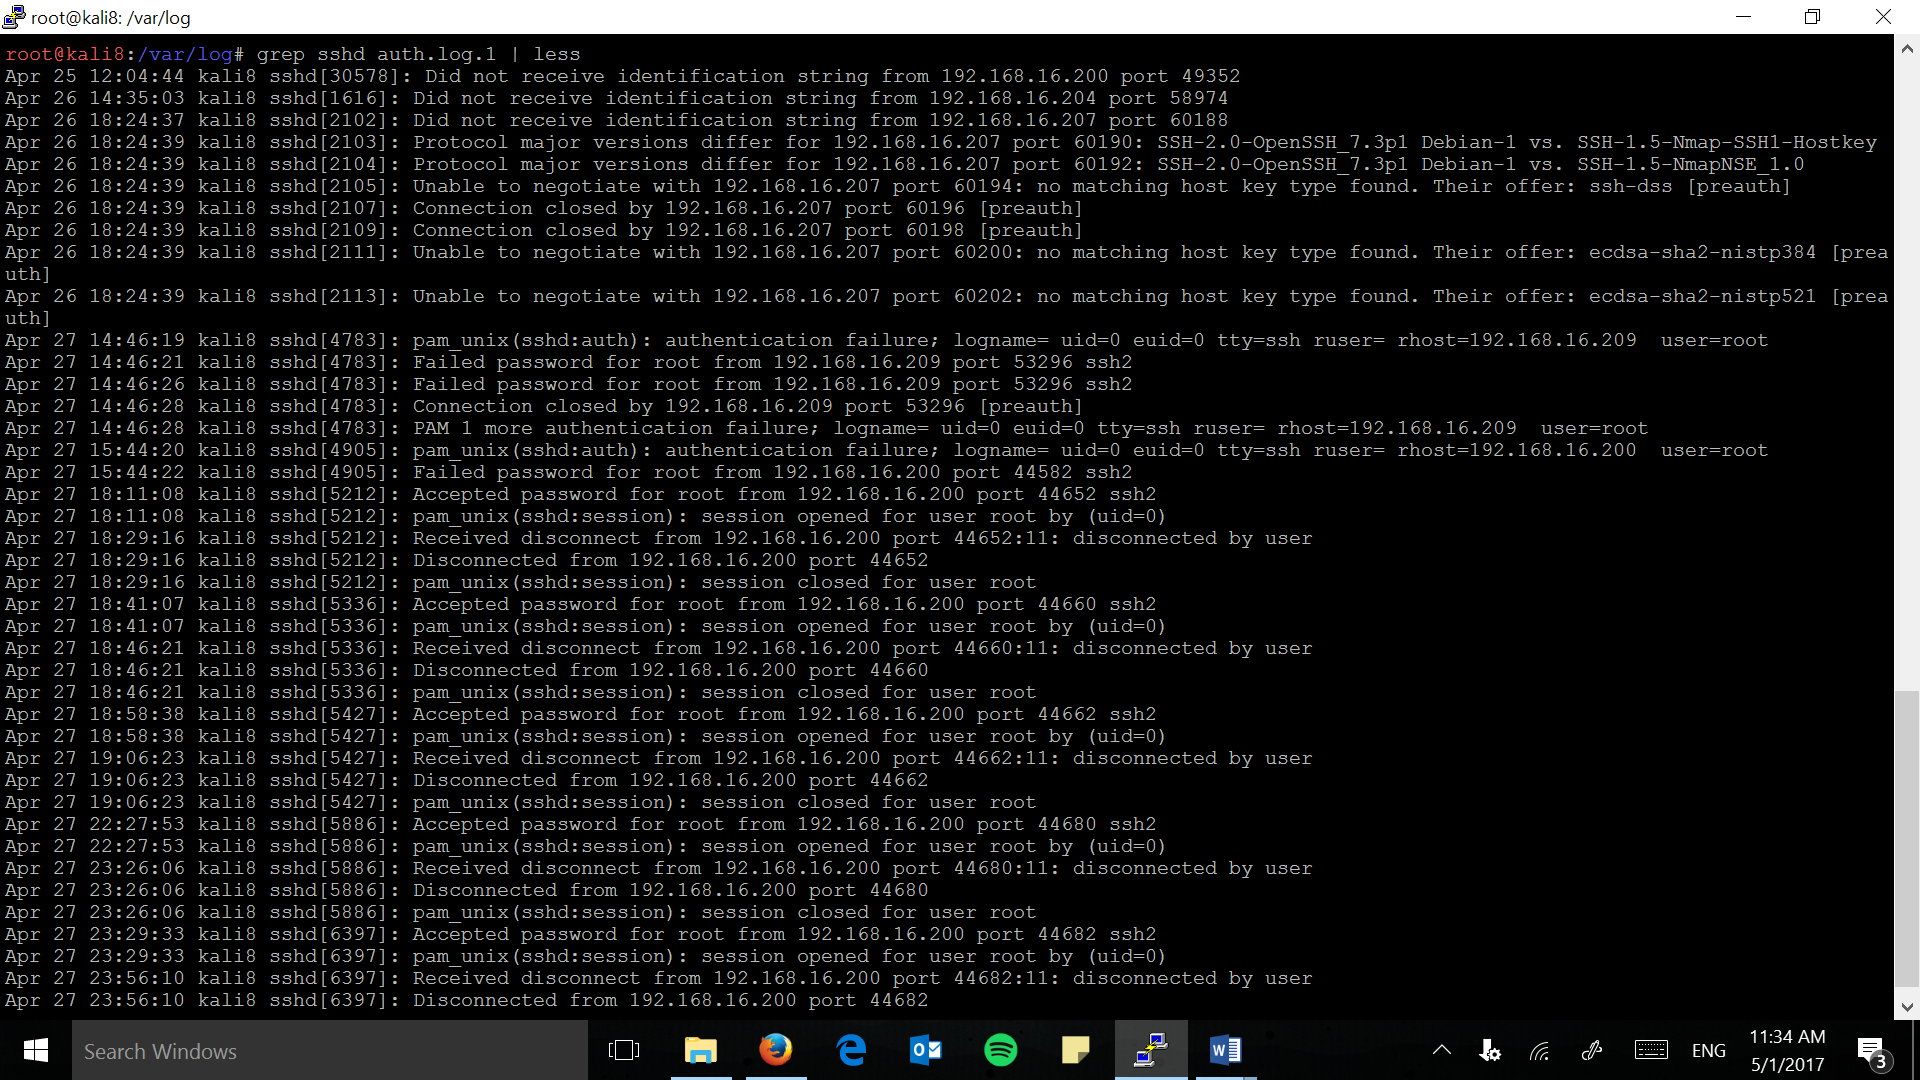 root@kali8: /var/log
root@kali8:/var/log# grep sshd auth.log.1 | less
Apr 25 12:04:44 kali8 sshd[30578]: Did not receive identification string from 192.168.16.200 port 49352
Apr 26 14:35:03 kali8 sshd[1616]: Did not receive identification string from 192.168.16.204 port 58974
Apr 26 18:24:37 kali8 sshd[2102]: Did not receive identification string from 192.168.16.207 port 60188
Apr 26 18:24:39 kali8 sshd[2103]: Protocol major versions differ for 192.168.16.207 port 60190: SSH-2.0-OpenSSH_7.3p1 Debian-1 vs. SSH-1.5-Nmap-SSH1-Hostkey
Apr 26 18:24:39 kali8 sshd[2104]: Protocol major versions differ for 192.168.16.207 port 60192: SSH-2.0-OpenSSH_7.3p1 Debian-1 vs. SSH-1.5-NmapNSE_1.0
Apr 26 18:24:39 kali8 sshd[2105]: Unable to negotiate with 192.168.16.207 port 60194: no matching host key type found. Their offer: ssh-dss [preauth]
Apr 26 18:24:39 kali8 sshd[2107]: Connection closed by 192.168.16.207 port 60196 [preauth]
Apr 26 18:24:39 kali8 sshd[2109]: Connection closed by 192.168.16.207 port 60198 [preauth]
Apr 26 18:24:39 kali8 sshd[2111]: Unable to negotiate with 192.168.16.207 port 60200: no matching host key type found. Their offer: ecdsa-sha2-nistp384 [prea
uth]
Apr 26 18:24:39 kali8 sshd[2113]: Unable to negotiate with 192.168.16.207 port 60202: no matching host key type found. Their offer: ecdsa-sha2-nistp521 [prea
uth]
Apr 27 14:46:19 kali8 sshd[4783]: pam_unix(sshd:auth): authentication failure; logname= uid=0 euid=0 tty=ssh ruser= rhost=192.168.16.209  user=root
Apr 27 14:46:21 kali8 sshd[4783]: Failed password for root from 192.168.16.209 port 53296 ssh2
Apr 27 14:46:26 kali8 sshd[4783]: Failed password for root from 192.168.16.209 port 53296 ssh2
Apr 27 14:46:28 kali8 sshd[4783]: Connection closed by 192.168.16.209 port 53296 [preauth]
Apr 27 14:46:28 kali8 sshd[4783]: PAM 1 more authentication failure; logname= uid=0 euid=0 tty=ssh ruser= rhost=192.168.16.209  user=root
Apr 27 15:44:20 kali8 sshd[4905]: pam_unix(sshd:auth): authentication failure; logname= uid=0 euid=0 tty=ssh ruser= rhost=192.168.16.200  user=root
Apr 27 15:44:22 kali8 sshd[4905]: Failed password for root from 192.168.16.200 port 44582 ssh2
Apr 27 18:11:08 kali8 sshd[5212]: Accepted password for root from 192.168.16.200 port 44652 ssh2
Apr 27 18:11:08 kali8 sshd[5212]: pam_unix(sshd:session): session opened for user root by (uid=0)
Apr 27 18:29:16 kali8 sshd[5212]: Received disconnect from 192.168.16.200 port 44652:11: disconnected by user
Apr 27 18:29:16 kali8 sshd[5212]: Disconnected from 192.168.16.200 port 44652
Apr 27 18:29:16 kali8 sshd[5212]: pam_unix(sshd:session): session closed for user root
Apr 27 18:41:07 kali8 sshd[5336]: Accepted password for root from 192.168.16.200 port 44660 ssh2
Apr 27 18:41:07 kali8 sshd[5336]: pam_unix(sshd:session): session opened for user root by (uid=0)
Apr 27 18:46:21 kali8 sshd[5336]: Received disconnect from 192.168.16.200 port 44660:11: disconnected by user
Apr 27 18:46:21 kali8 sshd[5336]: Disconnected from 192.168.16.200 port 44660
Apr 27 18:46:21 kali8 sshd[5336]: pam_unix(sshd:session): session closed for user root
Apr 27 18:58:38 kali8 sshd[5427]: Accepted password for root from 192.168.16.200 port 44662 ssh2
Apr 27 18:58:38 kali8 sshd[5427]: pam_unix(sshd:session): session opened for user root by (uid=0)
Apr 27 19:06:23 kali8 sshd[5427]: Received disconnect from 192.168.16.200 port 44662:11: disconnected by user
Apr 27 19:06:23 kali8 sshd[5427]: Disconnected from 192.168.16.200 port 44662
Apr 27 19:06:23 kali8 sshd[5427]: pam_unix(sshd:session): session closed for user root
Apr 27 22:27:53 kali8 sshd[5886]: Accepted password for root from 192.168.16.200 port 44680 ssh2
Apr 27 22:27:53 kali8 sshd[5886]: pam_unix(sshd:session): session opened for user root by (uid=0)
Apr 27 23:26:06 kali8 sshd[5886]: Received disconnect from 192.168.16.200 port 44680:11: disconnected by user
Apr 27 23:26:06 kali8 sshd[5886]: Disconnected from 192.168.16.200 port 44680
Apr 27 23:26:06 kali8 sshd[5886]: pam_unix(sshd:session): session closed for user root
Apr 27 23:29:33 kali8 sshd[6397]: Accepted password for root from 192.168.16.200 port 44682 ssh2
Apr 27 23:29:33 kali8 sshd[6397]: pam_unix(sshd:session): session opened for user root by (uid=0)
Apr 27 23:56:10 kali8 sshd[6397]: Received disconnect from 192.168.16.200 port 44682:11: disconnected by user
Apr 27 23:56:10 kali8 sshd[6397]: Disconnected from 192.168.16.200 port 44682
Search Windows
ENG
11:34 AM
5/1/2017
3